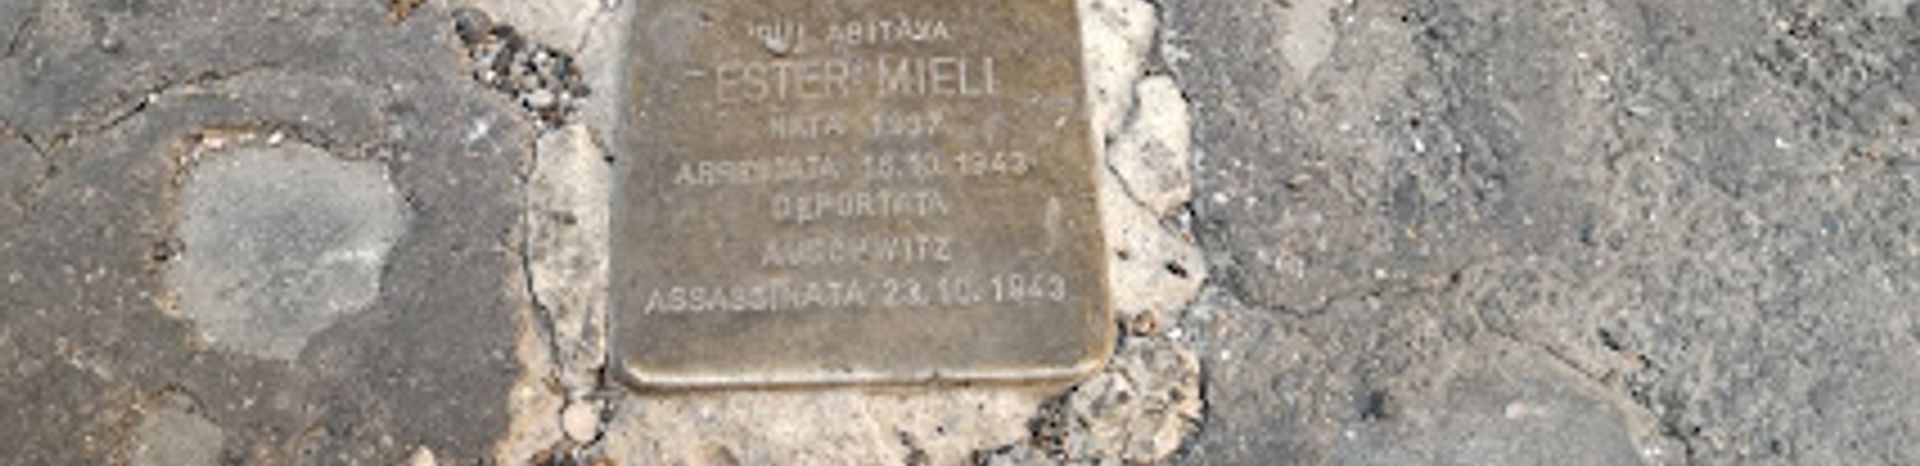 QUI ABITAVA
ESTER MIELI
NATA 1937
ARRESTATA 16.10.1943
DEPORTATA
AUSCHWITZ
ASSASSINATA 23.10.1943